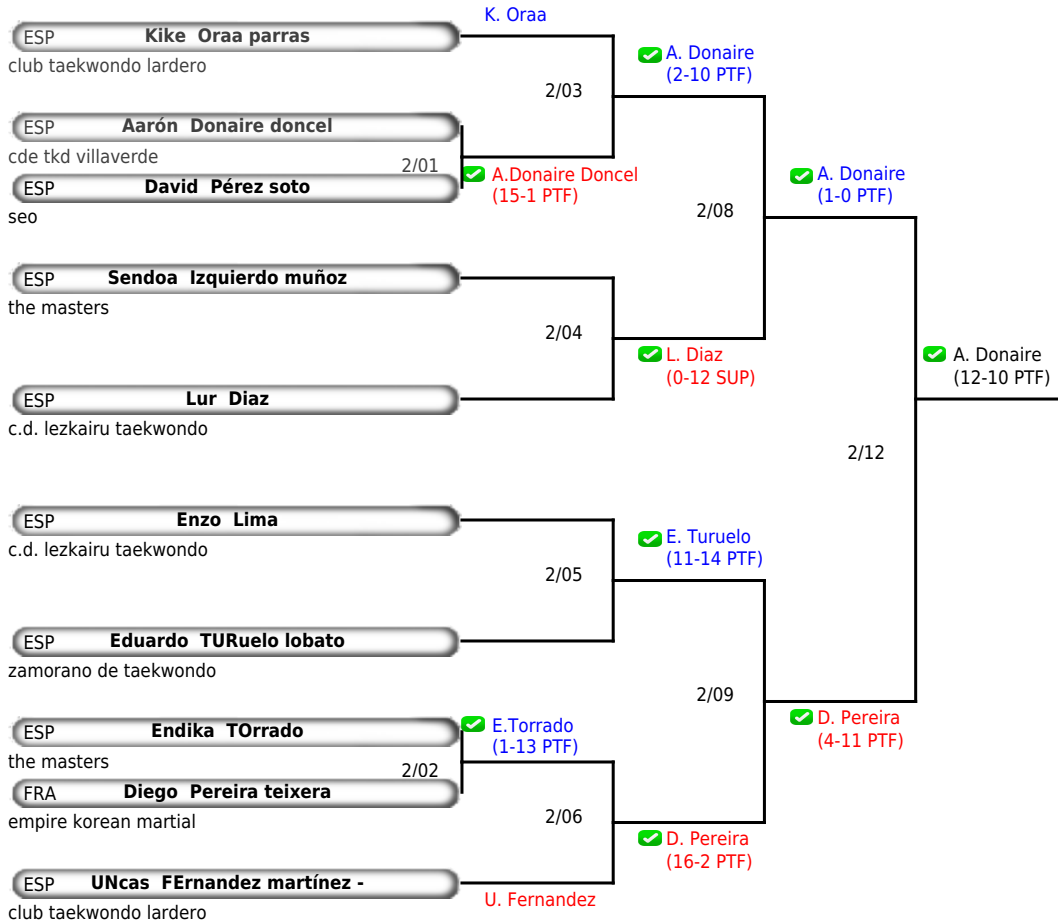 K. Oraa
ESP Kike Oraa parras
club taekwondo lardero
A. Donaire
(2-10 PTF)
2/03
ESP Aarón Donaire doncel
cde tkd villaverde
2/01
A.Donaire Doncel
(15-1 PTF)
ESP David Pérez soto
seo
A. Donaire
(1-0 PTF)
2/08
ESP Sendoa Izquierdo muñoz
the masters
2/04
L. Diaz
(0-12 SUP)
A. Donaire
(12-10 PTF)
ESP Lur Diaz
c.d. lezkairu taekwondo
2/12
ESP Enzo Lima
c.d. lezkairu taekwondo
E. Turuelo
(11-14 PTF)
2/05
ESP Eduardo TURuelo lobato
zamorano de taekwondo
2/09
D. Pereira
(4-11 PTF)
ESP Endika TOrrado
the masters
E.Torrado
(1-13 PTF)
2/02
FRA Diego Pereira teixera
empire korean martial
2/06
D. Pereira
(16-2 PTF)
ESP UNcas FErnandez martínez -
club taekwondo lardero
U. Fernandez